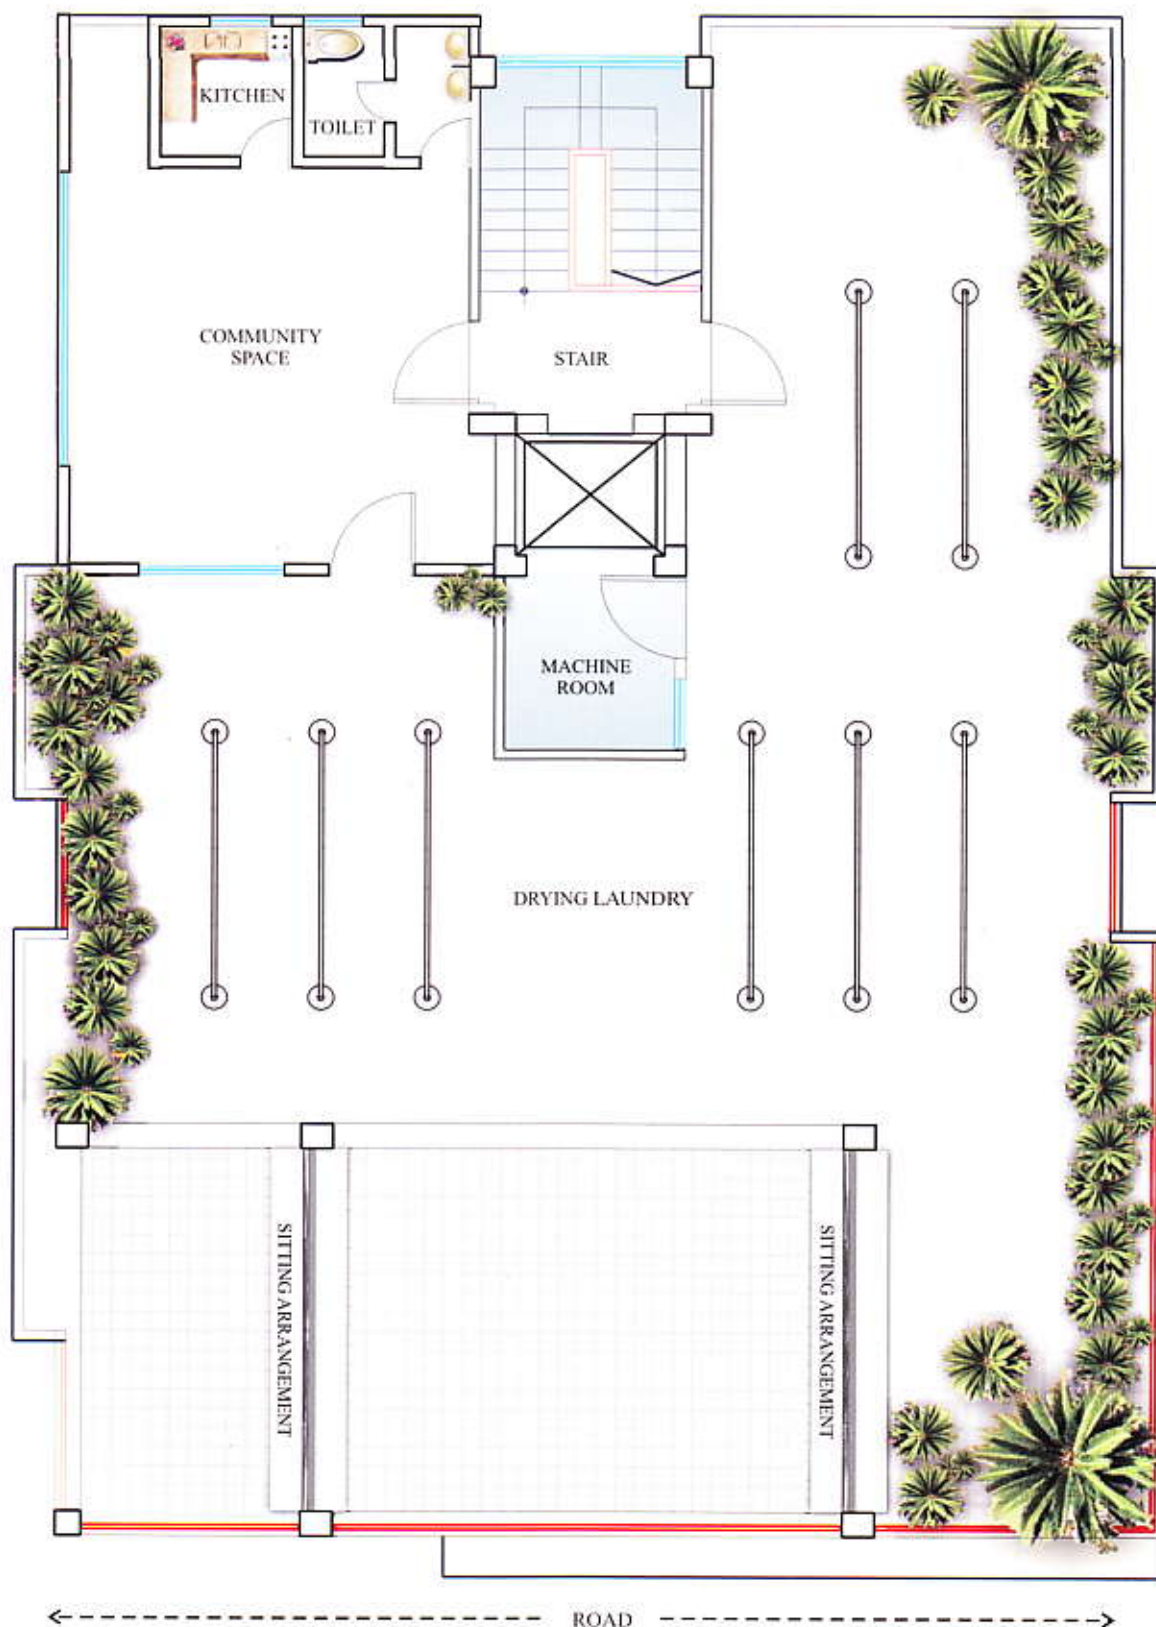 KITCHEN
TOILET
COMMUNITY
SPACE
STAIR
MACHINE
ROOM
DRYING LAUNDRY
SITTING ARRANGEMENT
SITTING ARRANGEMENT
ROAD